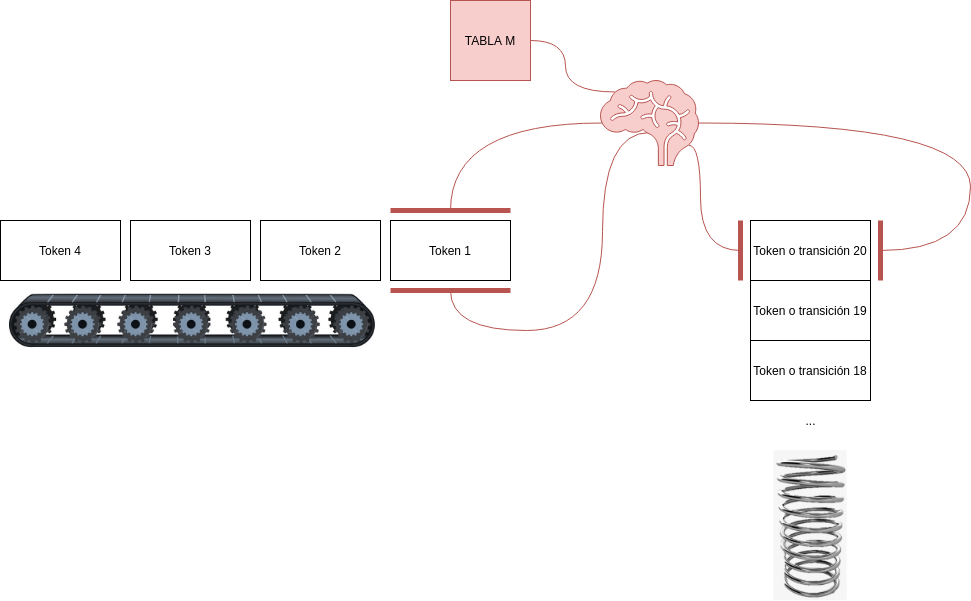 TABLA M
Token 4
Token 3
Token 2
Token 1
Token o transición 20
Token o transición 19
Token o transición 18
...